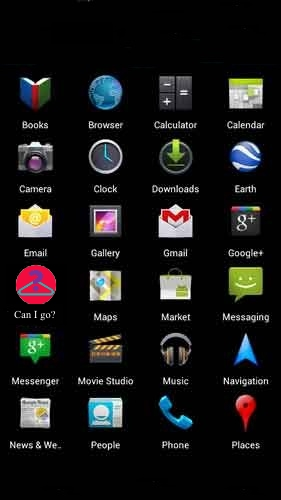 Books Browser Calculator Calendar
Camera Clock Downloads Earth
Email Gallery Gmail Google+
Can I go? Maps Market Messaging
Messenger Movie Studio Music Navigation
News & We.. People Phone Places